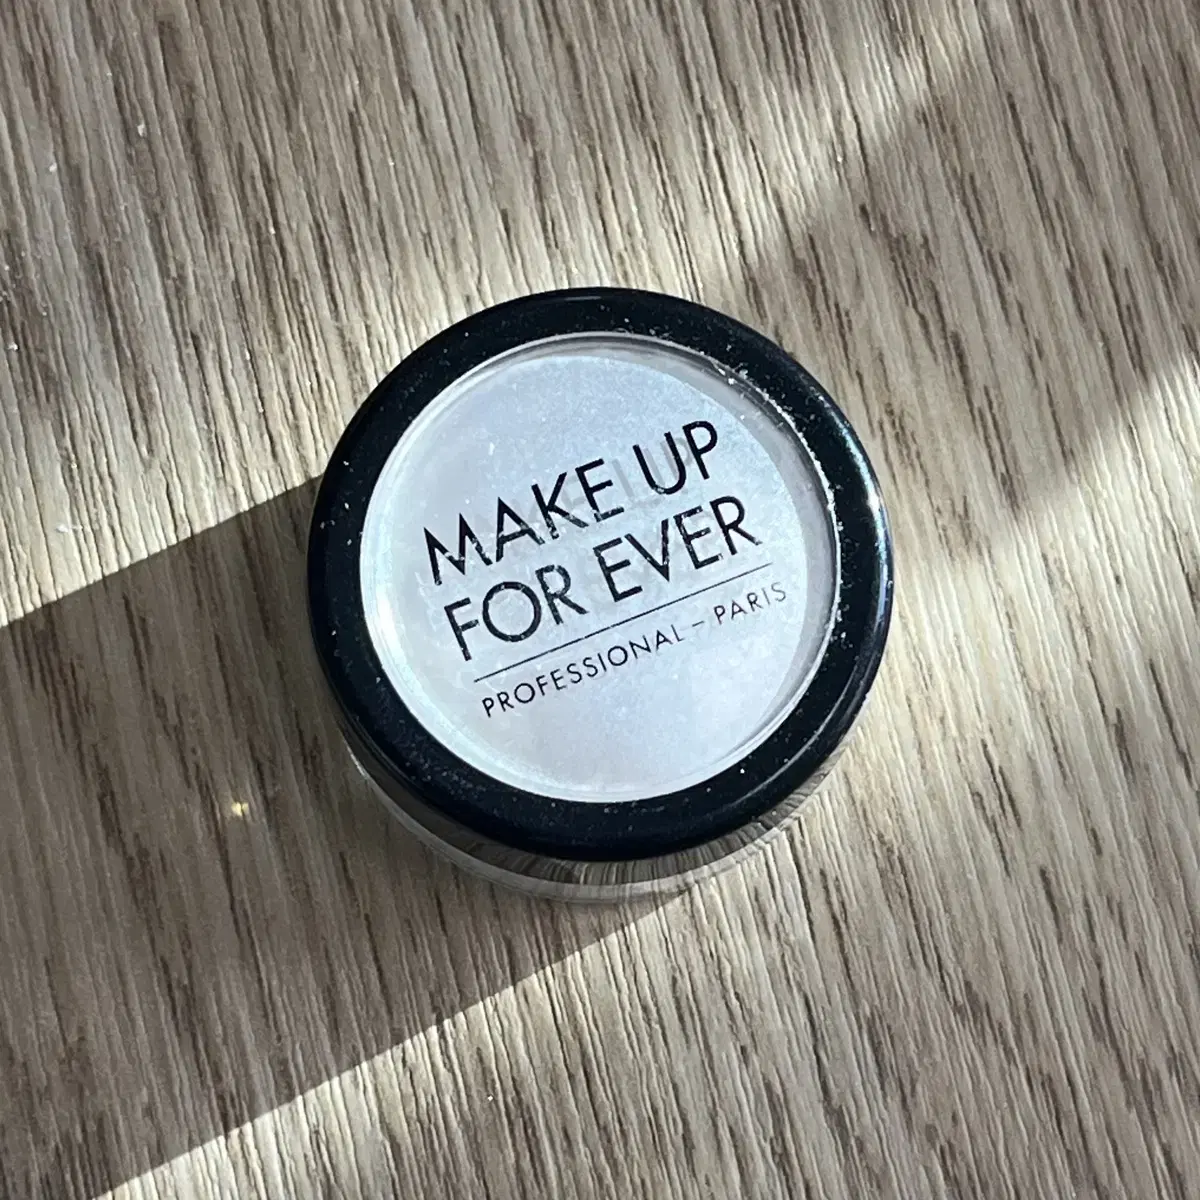 MAKE UP
FOR EVER
PROFESSIONAL – PARIS